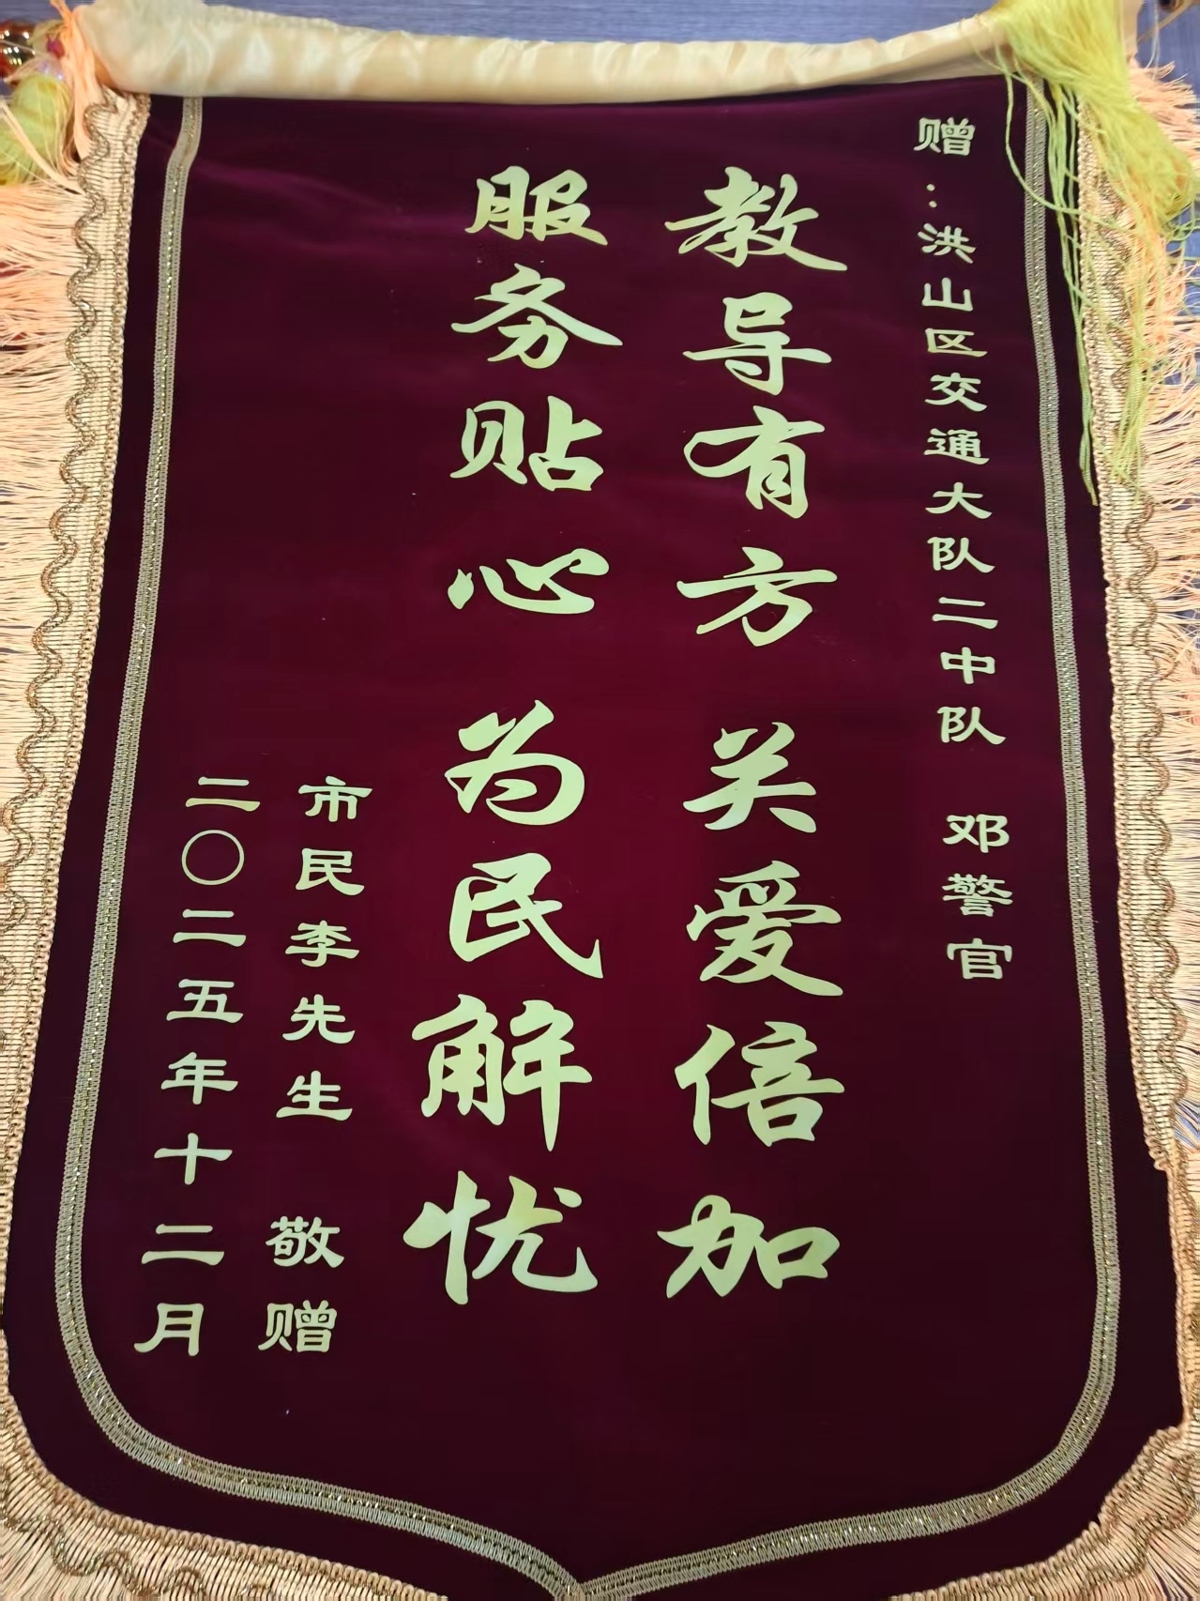 赠：洪山区交通大队二中队 邓警官
教导有方 关爱倍加
服务贴心 为民解忧
市民李先生 敬赠
二〇二五年十二月